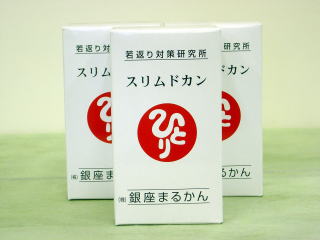 若返り対策研究所
スリムドカン
ひとり
㈱ 銀座まるかん